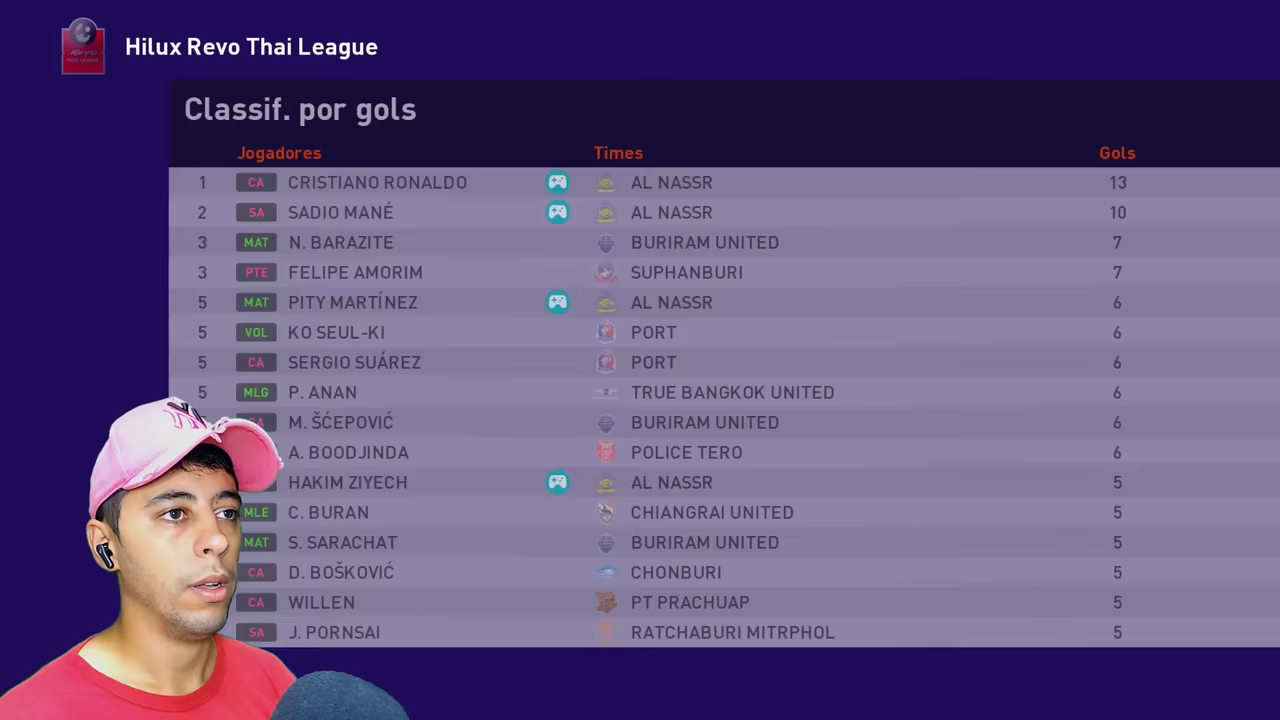 Hilux Revo Thai League
Classif. por gols
Jogadores Times Gols
1 CA CRISTIANO RONALDO AL NASSR 13
2 SA SADIO MANÉ AL NASSR 10
3 MAT N. BARAZITE BURIRAM UNITED 7
3 PTE FELIPE AMORIM SUPHANBURI 7
5 MAT PITY MARTÍNEZ AL NASSR 6
5 VOL KO SEUL-KI PORT 6
5 CA SERGIO SUÁREZ PORT 6
5 MLG P. ANAN TRUE BANGKOK UNITED 6
M. ŠĆEPOVIĆ BURIRAM UNITED 6
A. BOODJINDA POLICE TERO 6
HAKIM ZIYECH AL NASSR 5
MLE C. BURAN CHIANGRAI UNITED 5
MAT S. SARACHAT BURIRAM UNITED 5
CA D. BOŠKOVIĆ CHONBURI 5
CA WILLEN PT PRACHUAP 5
SA J. PORNSAI RATCHABURI MITRPHOL 5